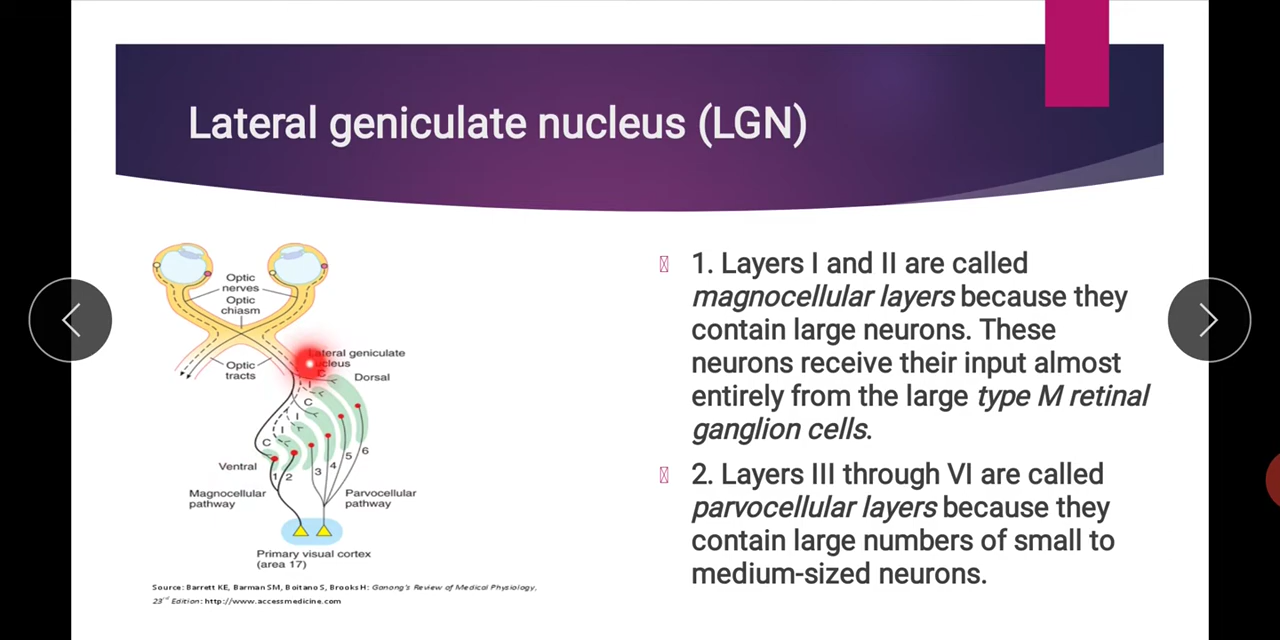 Lateral geniculate nucleus (LGN)
Optic
nerves
Optic
chiasm
Optic
tracts
Lateral geniculate
nucleus
Dorsal
C
I
C
I
I
C
Ventral
1 2 3 4 5 6
Magnocellular
pathway
Parvocellular
pathway
Primary visual cortex
(area 17)
Source: Barrett KE, Barman SM, Boitano S, Brooks H: Ganong's Review of Medical Physiology,
23rd Edition: http://www.accessmedicine.com
1. Layers I and II are called
magnocellular layers because they
contain large neurons. These
neurons receive their input almost
entirely from the large type M retinal
ganglion cells.
2. Layers III through VI are called
parvocellular layers because they
contain large numbers of small to
medium-sized neurons.